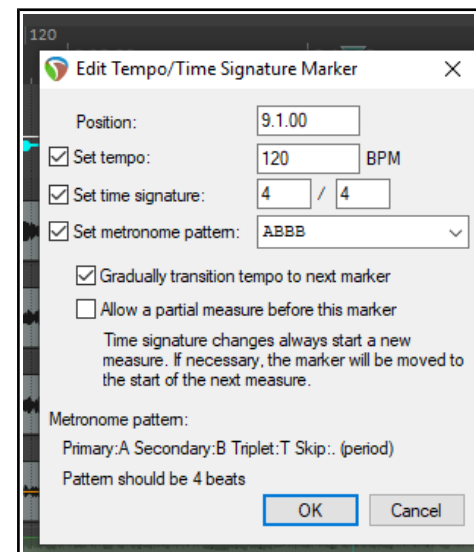 120
Edit Tempo/Time Signature Marker
Position: 9.1.00
Set tempo: 120 BPM
Set time signature: 4 / 4
Set metronome pattern: ABBB
Gradually transition tempo to next marker
Allow a partial measure before this marker
Time signature changes always start a new
measure. If necessary, the marker will be moved to
the start of the next measure.
Metronome pattern:
Primary:A Secondary:B Triplet:T Skip:. (period)
Pattern should be 4 beats
OK Cancel